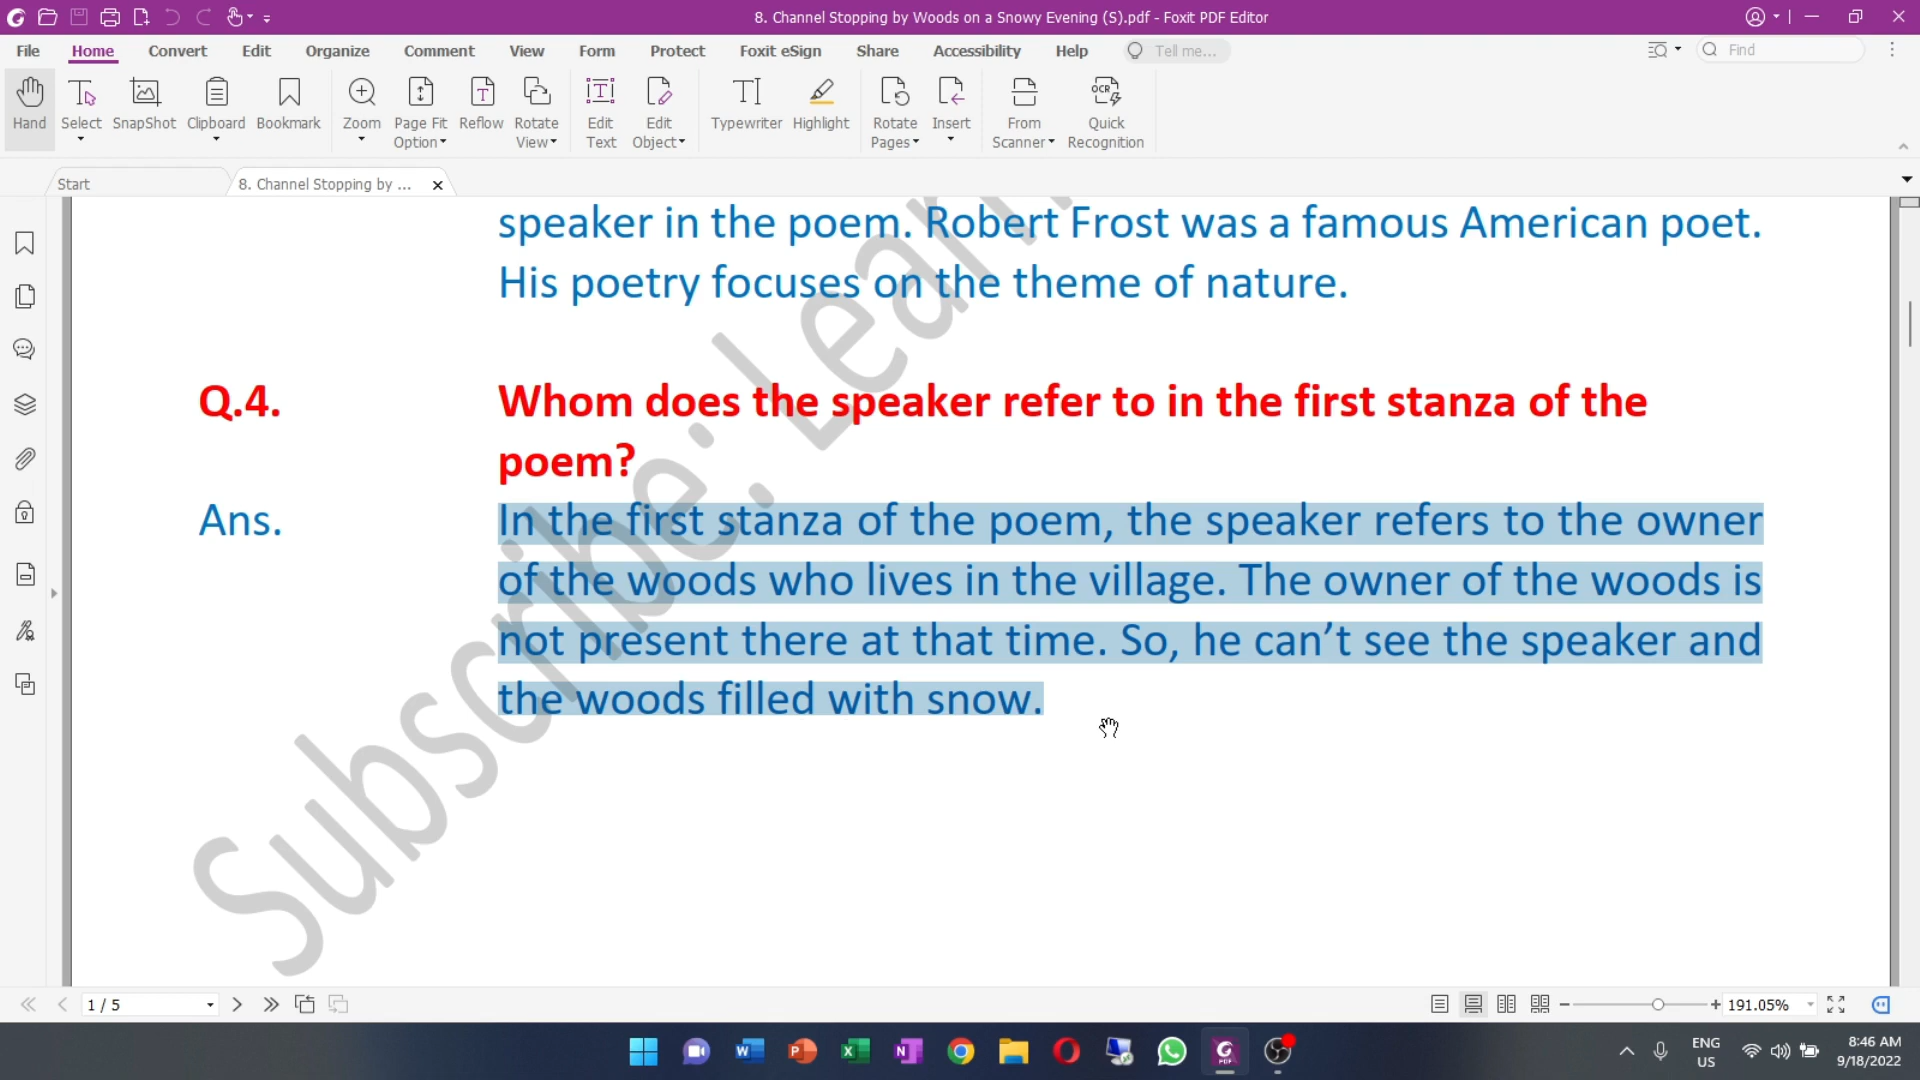 8. Channel Stopping by Woods on a Snowy Evening (S).pdf - Foxit PDF Editor
File Home Convert Edit Organize Comment View Form Protect Foxit eSign Share Accessibility Help Tell me... Find
Hand Select SnapShot Clipboard Bookmark Zoom Page Fit Option Reflow Rotate View Edit Text Edit Object Typewriter Highlight Rotate Pages Insert From Scanner Quick Recognition
Start 8. Channel Stopping by ...
speaker in the poem. Robert Frost was a famous American poet.
His poetry focuses on the theme of nature.
Q.4. Whom does the speaker refer to in the first stanza of the
poem?
Ans. In the first stanza of the poem, the speaker refers to the owner
of the woods who lives in the village. The owner of the woods is
not present there at that time. So, he can’t see the speaker and
the woods filled with snow.
Subscribe: Learn
1 / 5 191.05%
ENG 8:46 AM
US 9/18/2022